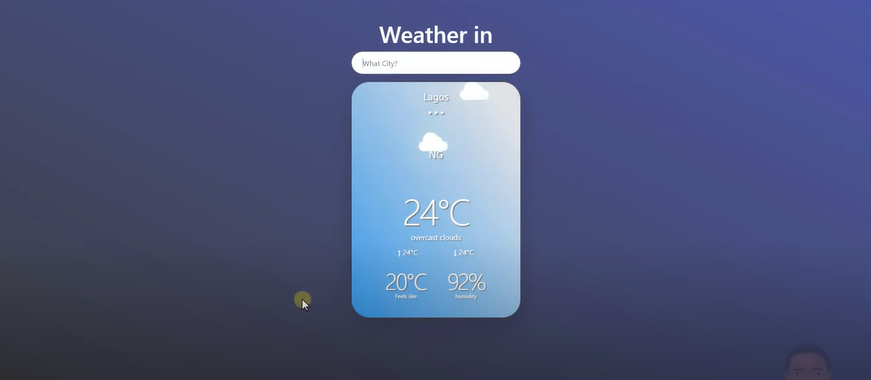 Weather in
What City?
Lagos
...
NG
24°C
overcast clouds
↑ 24°C ↓ 24°C
20°C 92%
Feels like Humidity